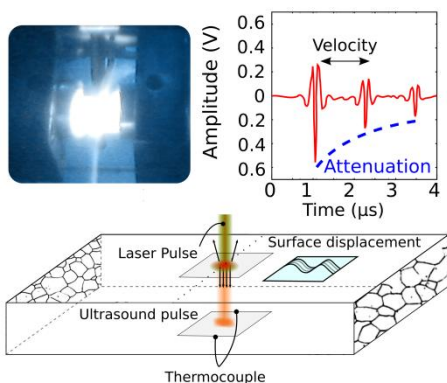 0.6
0.4
0.2
0
0.2
0.4
0.6
Amplitude (V)
Velocity
Attenuation
0 1 2 3 4
Time (μs)
Laser Pulse
Surface displacement
Ultrasound pulse
Thermocouple